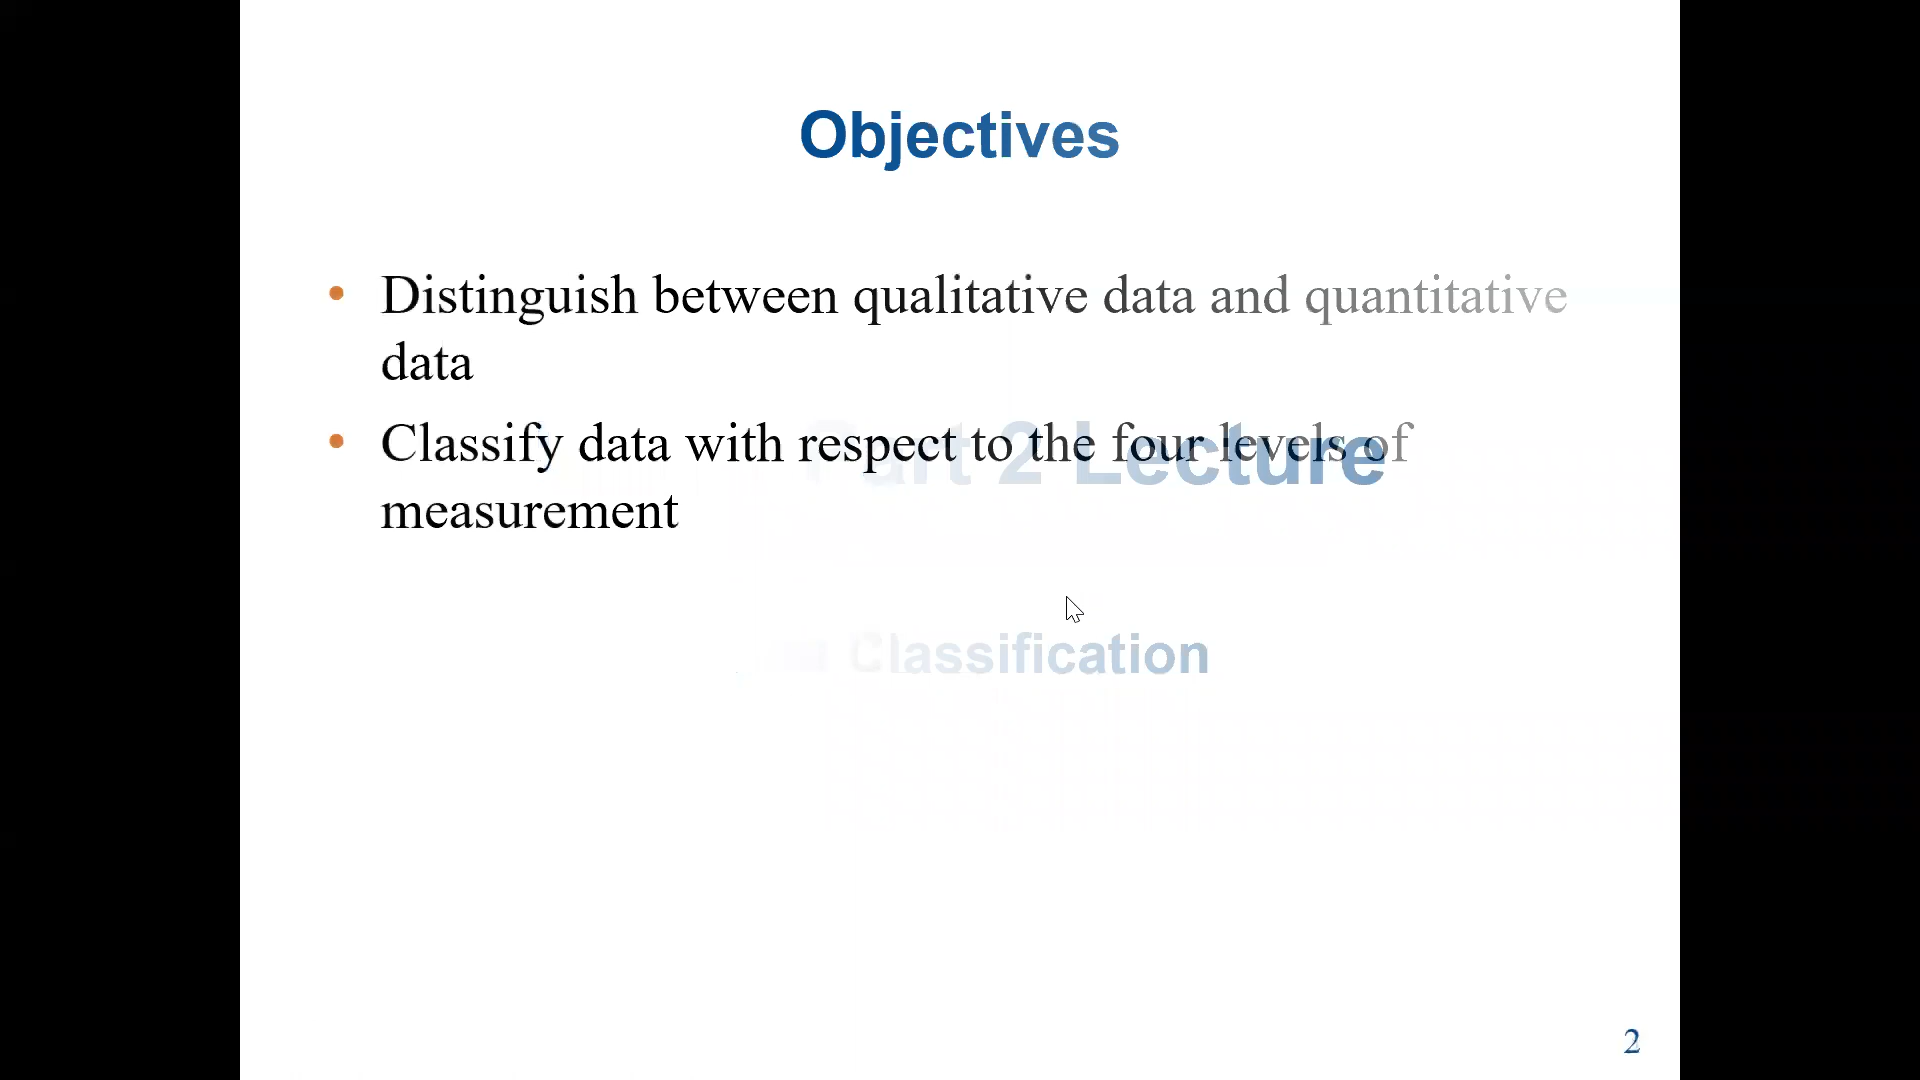 Objectives
• Distinguish between qualitative data and quantitative
data
• Classify data with respect to the four levels of
measurement
Part 2 Lecture
Classification
2